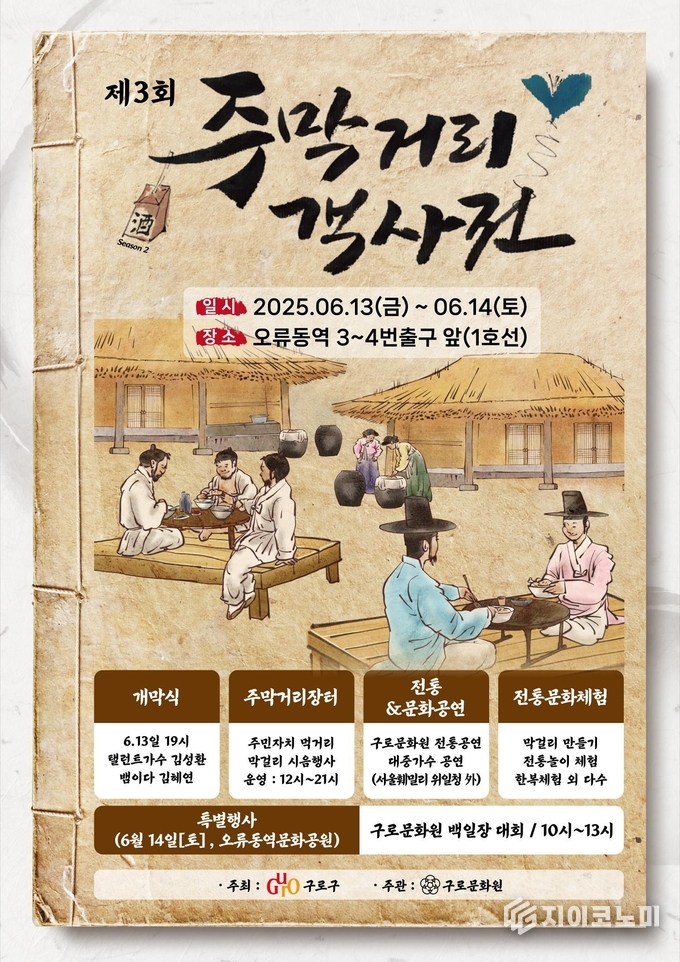 제3회
주막거리
객사전
酒
Season 2
일시 2025.06.13(금) ~ 06.14(토)
장소 오류동역 3~4번출구 앞(1호선)
개막식
6.13일 19시
탤런트가수 김성환
뱀이다 김혜연
주막거리장터
주민자치 먹거리
막걸리 시음행사
운영 : 12시~21시
전통
&문화공연
구로문화원 전통공연
대중가수 공연
(서울훼밀리 위일청 外)
전통문화체험
막걸리 만들기
전통놀이 체험
한복체험 외 다수
특별행사
(6월 14일[토], 오류동역문화공원)
구로문화원 백일장 대회 / 10시~13시
· 주최 : GurO 구로구
· 주관 : 구로문화원
지이코노미